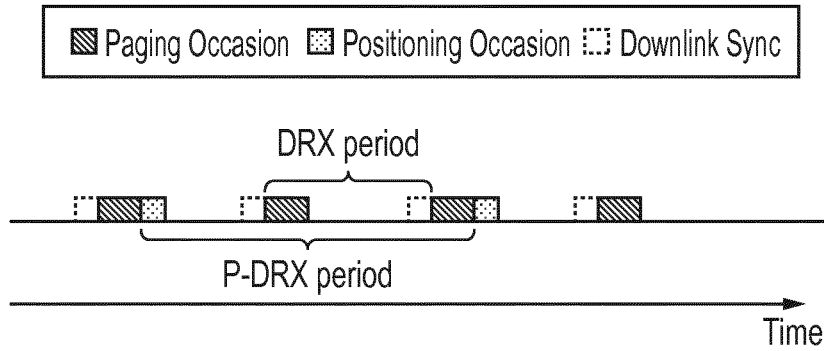 Paging Occasion Positioning Occasion Downlink Sync
DRX period
P-DRX period
Time